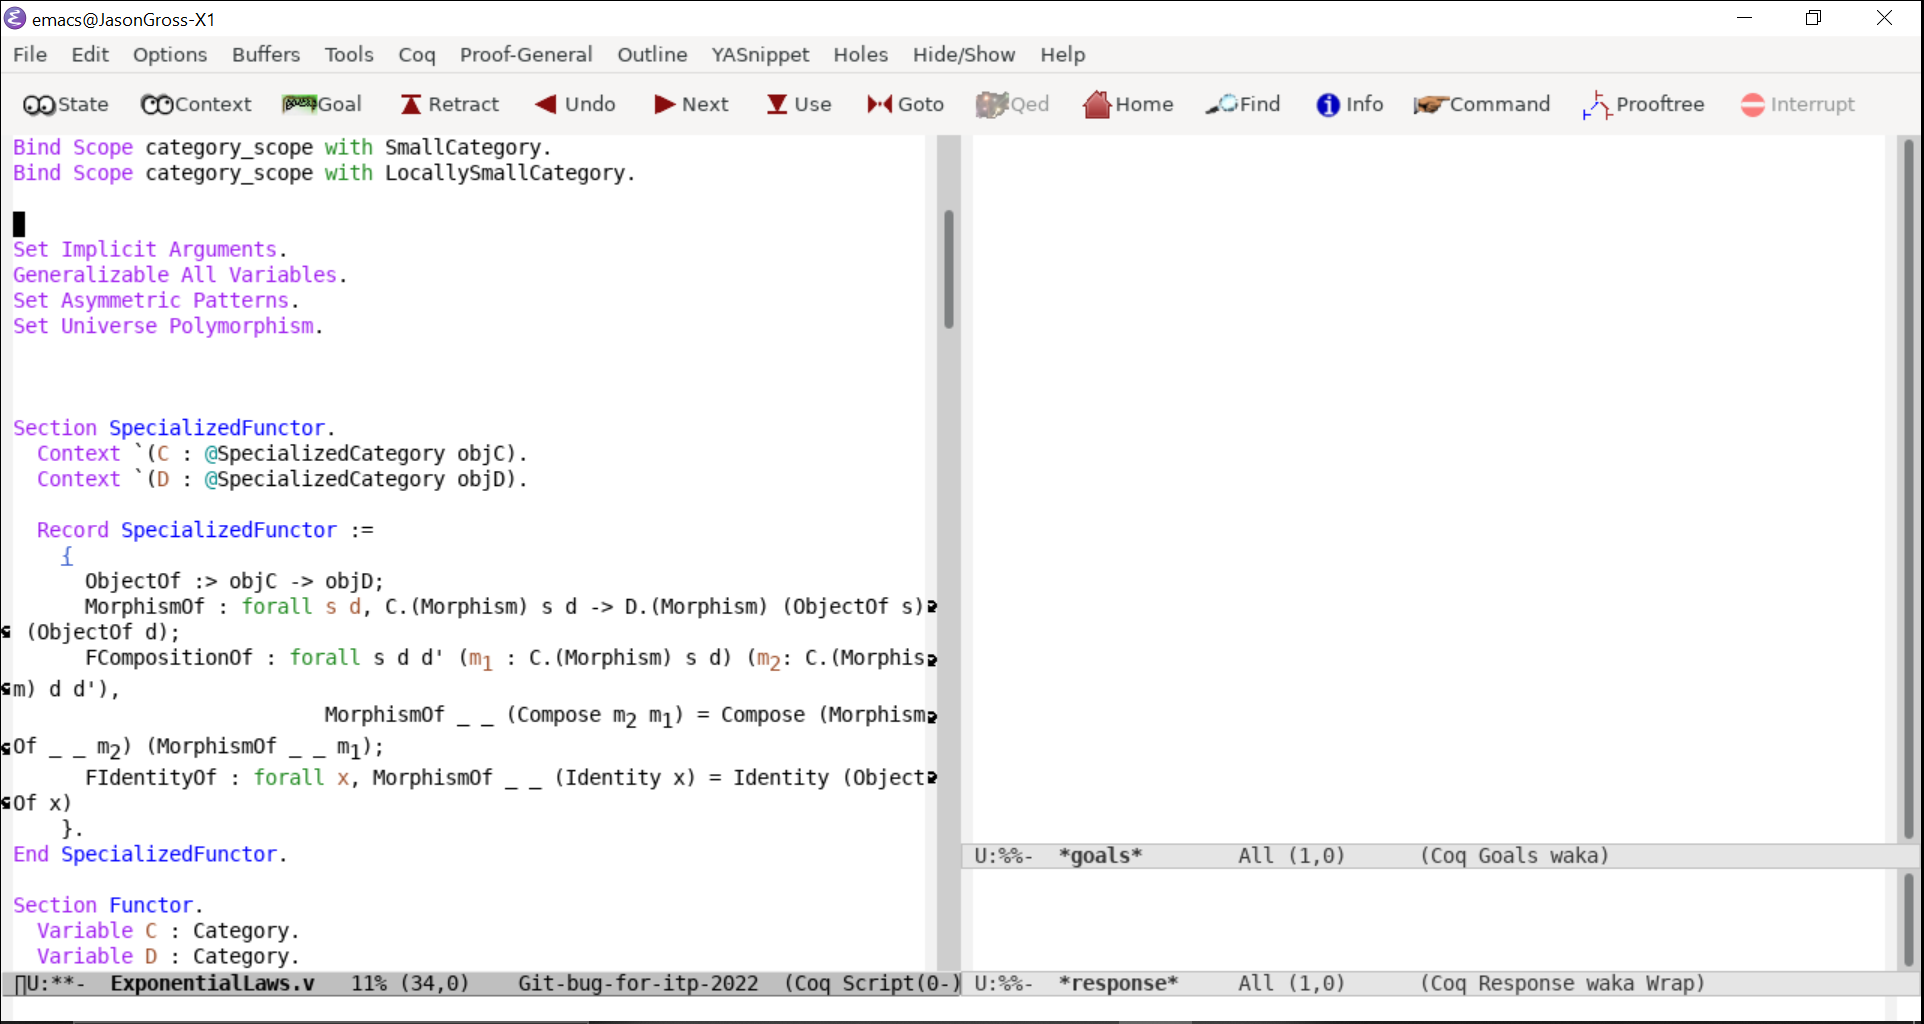 emacs@JasonGross-X1
File Edit Options Buffers Tools Coq Proof-General Outline YASnippet Holes Hide/Show Help
State Context Goal Retract Undo Next Use Goto Qed Home Find Info Command Prooftree Interrupt
Bind Scope category_scope with SmallCategory.
Bind Scope category_scope with LocallySmallCategory.
Set Implicit Arguments.
Generalizable All Variables.
Set Asymmetric Patterns.
Set Universe Polymorphism.
Section SpecializedFunctor.
Context `(C : @SpecializedCategory objC).
Context `(D : @SpecializedCategory objD).
Record SpecializedFunctor :=
{
ObjectOf :> objC -> objD;
MorphismOf : forall s d, C.(Morphism) s d -> D.(Morphism) (ObjectOf s)
(ObjectOf d);
FCompositionOf : forall s d d' (m₁ : C.(Morphism) s d) (m₂: C.(Morphis
m) d d'),
MorphismOf _ _ (Compose m₂ m₁) = Compose (Morphism
Of _ _ m₂) (MorphismOf _ _ m₁);
FIdentityOf : forall x, MorphismOf _ _ (Identity x) = Identity (Object
Of x)
}.
End SpecializedFunctor.
Section Functor.
Variable C : Category.
Variable D : Category.
U:**- ExponentialLaws.v 11% (34,0) Git-bug-for-itp-2022 (Coq Script(0-)
U:%%- *goals* All (1,0) (Coq Goals waka)
U:%%- *response* All (1,0) (Coq Response waka Wrap)